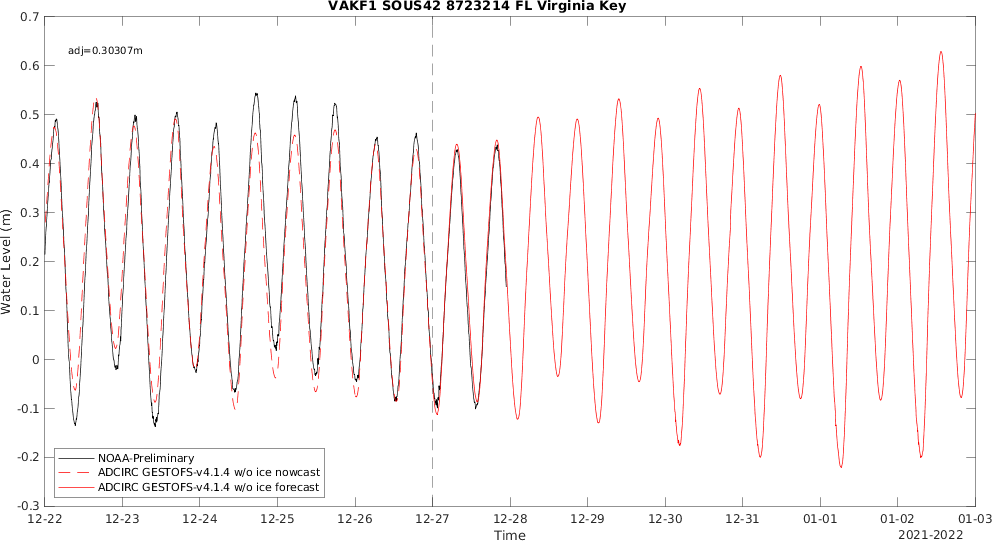 VAKF1 SOUS42 8723214 FL Virginia Key
adj=0.30307m
0.7
0.6
0.5
0.4
0.3
0.2
0.1
0
-0.1
-0.2
-0.3
Water Level (m)
NOAA-Preliminary
ADCIRC GESTOFS-v4.1.4 w/o ice nowcast
ADCIRC GESTOFS-v4.1.4 w/o ice forecast
12-22 12-23 12-24 12-25 12-26 12-27 12-28 12-29 12-30 12-31 01-01 01-02 01-03
Time
2021-2022